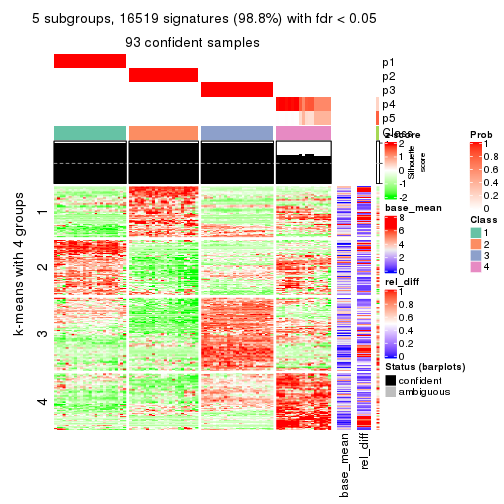 5 subgroups, 16519 signatures (98.8%) with fdr < 0.05
93 confident samples
p1
p2
p3
p4
p5
Class
k-means with 4 groups
1
2
3
4
base_mean
rel_diff
z-score
2
1
0
-1
-2
Silhouette
score
base_mean
8
6
4
2
0
rel_diff
1
0.8
0.6
0.4
0.2
0
Status (barplots)
confident
ambiguous
Prob
1
0.8
0.6
0.4
0.2
0
Class
1
2
3
4